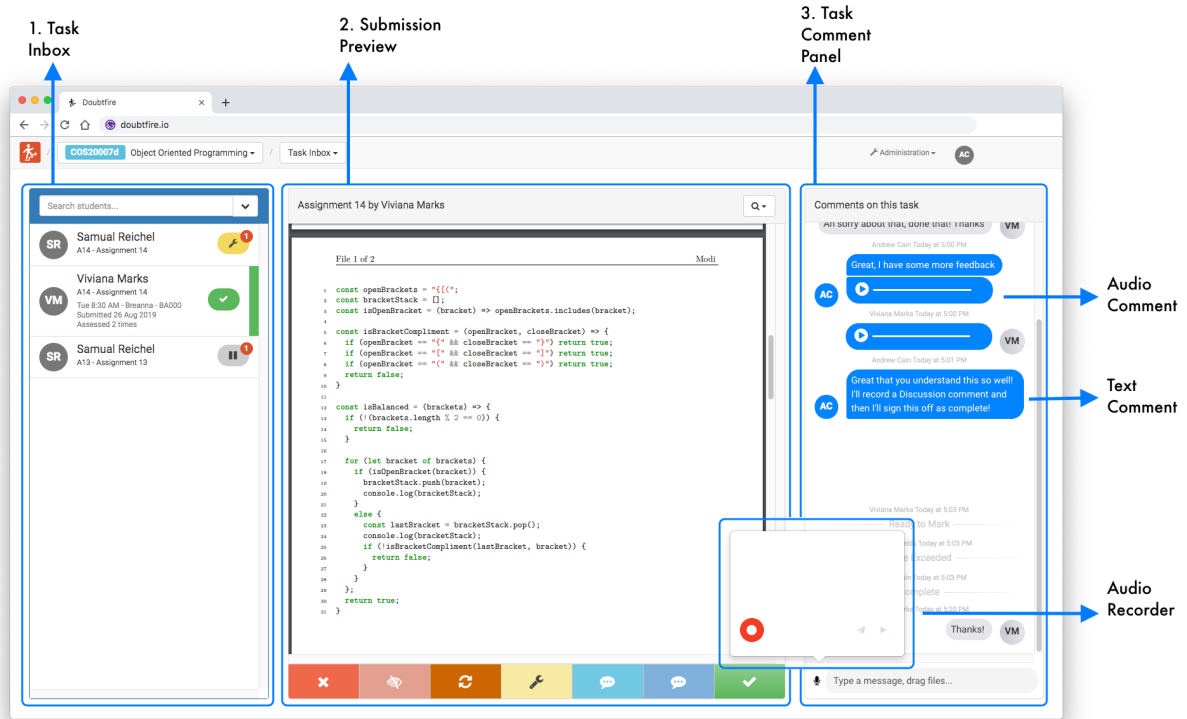 1. Task
Inbox
2. Submission
Preview
3. Task
Comment
Panel
Doubtfire
doubtfire.io
COS20007d Object Oriented Programming
Task Inbox
Administration
AC
Search students...
SR
Samual Reichel
A14 - Assignment 14
1
VM
Viviana Marks
A14 - Assignment 14
Tue 8:30 AM - Breanna - BA000
Submitted 26 Aug 2019
Assessed 2 times
SR
Samual Reichel
A13 - Assignment 13
1
Assignment 14 by Viviana Marks
File 1 of 2 Modi
1 const openBrackets = "{[(";
2 const bracketStack = [];
3 const isOpenBracket = (bracket) => openBrackets.includes(bracket);
4
5 const isBracketCompliment = (openBracket, closeBracket) => {
6 if (openBracket == "{" && closeBracket == "}") return true;
7 if (openBracket == "[" && closeBracket == "]") return true;
8 if (openBracket == "(" && closeBracket == ")") return true;
9 return false;
10 }
11
12 const isBalanced = (brackets) => {
13 if (!(brackets.length % 2 == 0)) {
14 return false;
15 }
16
17 for (let bracket of brackets) {
18 if (isOpenBracket(bracket)) {
19 bracketStack.push(bracket);
20 console.log(bracketStack);
21 }
22 else {
23 const lastBracket = bracketStack.pop();
24 console.log(bracketStack);
25 if (!isBracketCompliment(lastBracket, bracket)) {
26 return false;
27 }
28 }
29 };
30 return true;
31 }
Comments on this task
sorry about that, done that! Thanks
VM
Andrew Cain Today at 5:00 PM
Great, I have some more feedback
AC
Viviana Marks Today at 5:00 PM
VM
Andrew Cain Today at 5:01 PM
Great that you understand this so well!
I'll record a Discussion comment and
then I'll sign this off as complete!
AC
Viviana Marks Today at 5:03 PM
Ready to Mark
Today at 5:03 PM
Exceeded
Today at 5:03 PM
Today at 5:20 PM
Thanks!
VM
Type a message, drag files...
Audio
Comment
Text
Comment
Audio
Recorder